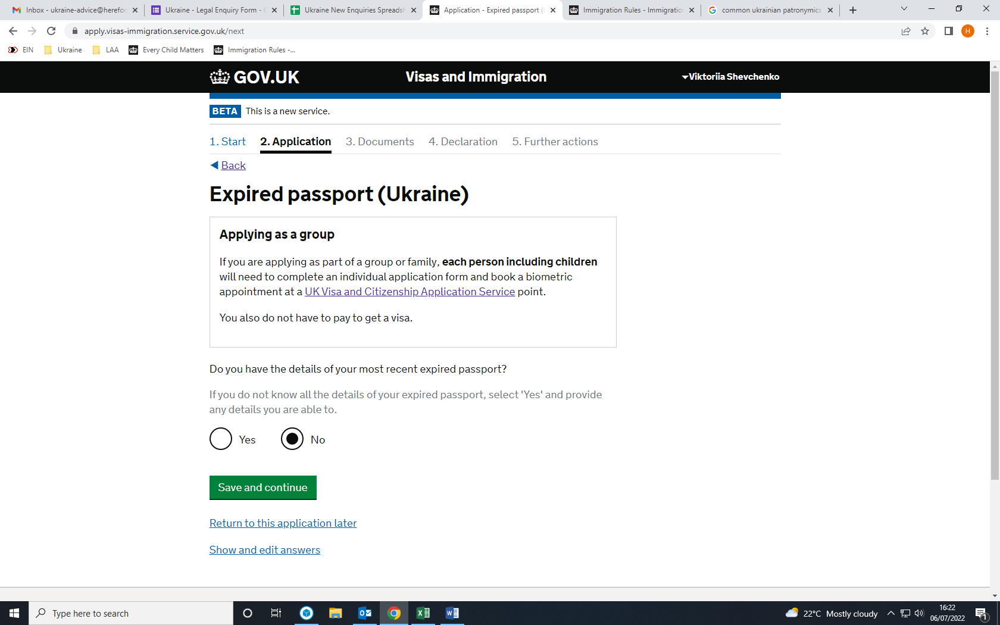 Inbox - ukraine-advice@herefor
Ukraine - Legal Enquiry Form -
Ukraine New Enquiries Spreadsh
Application - Expired passport (
Immigration Rules - Immigratio
common ukrainian patronymics
apply.visas-immigration.service.gov.uk/next
H
EIN
Ukraine
LAA
Every Child Matters
Immigration Rules -...
GOV.UK
Visas and Immigration
Viktoriia Shevchenko
BETA This is a new service.
1. Start 2. Application 3. Documents 4. Declaration 5. Further actions
Back
Expired passport (Ukraine)
Applying as a group
If you are applying as part of a group or family, each person including children
will need to complete an individual application form and book a biometric
appointment at a UK Visa and Citizenship Application Service point.
You also do not have to pay to get a visa.
Do you have the details of your most recent expired passport?
If you do not know all the details of your expired passport, select 'Yes' and provide
any details you are able to.
Yes No
Save and continue
Return to this application later
Show and edit answers
Type here to search
22°C Mostly cloudy
16:22
06/07/2022
1